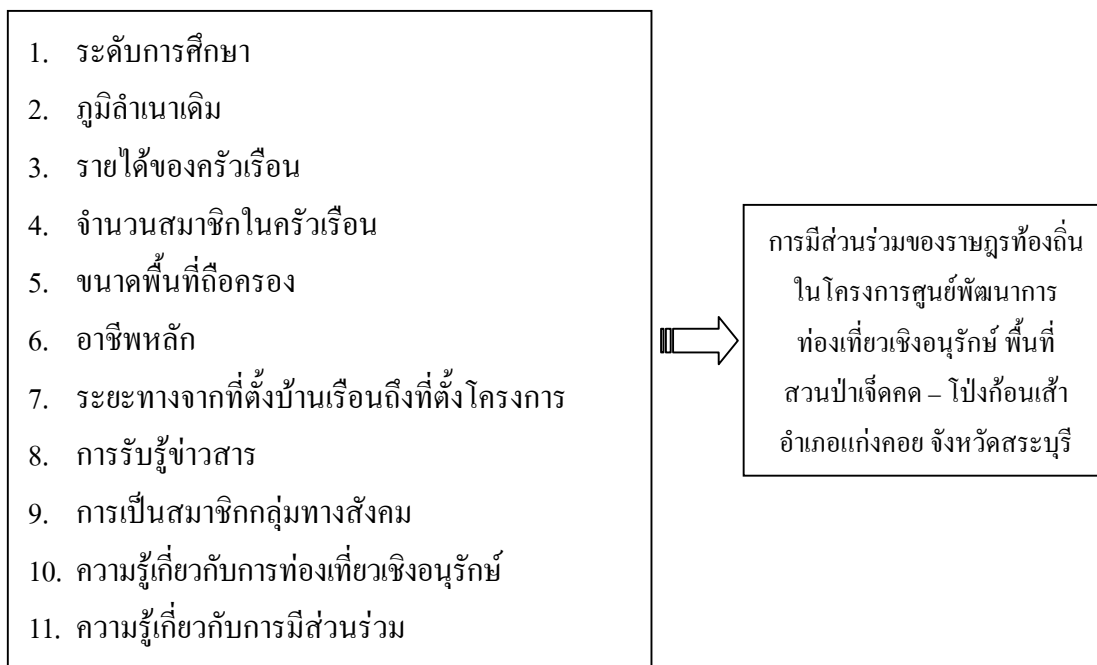 1. ระดับการศึกษา
2. ภูมิลำเนาเดิม
3. รายได้ของครัวเรือน
4. จำนวนสมาชิกในครัวเรือน
5. ขนาดพื้นที่ถือครอง
6. อาชีพหลัก
7. ระยะทางจากที่ตั้งบ้านเรือนถึงที่ตั้งโครงการ
8. การรับรู้ข่าวสาร
9. การเป็นสมาชิกกลุ่มทางสังคม
10. ความรู้เกี่ยวกับการท่องเที่ยวเชิงอนุรักษ์
11. ความรู้เกี่ยวกับการมีส่วนร่วม
การมีส่วนร่วมของราษฎรท้องถิ่น
ในโครงการศูนย์พัฒนาการ
ท่องเที่ยวเชิงอนุรักษ์ พื้นที่
สวนป่าเจ็ดคด – โป่งก้อนเส้า
อำเภอแก่งคอย จังหวัดสระบุรี